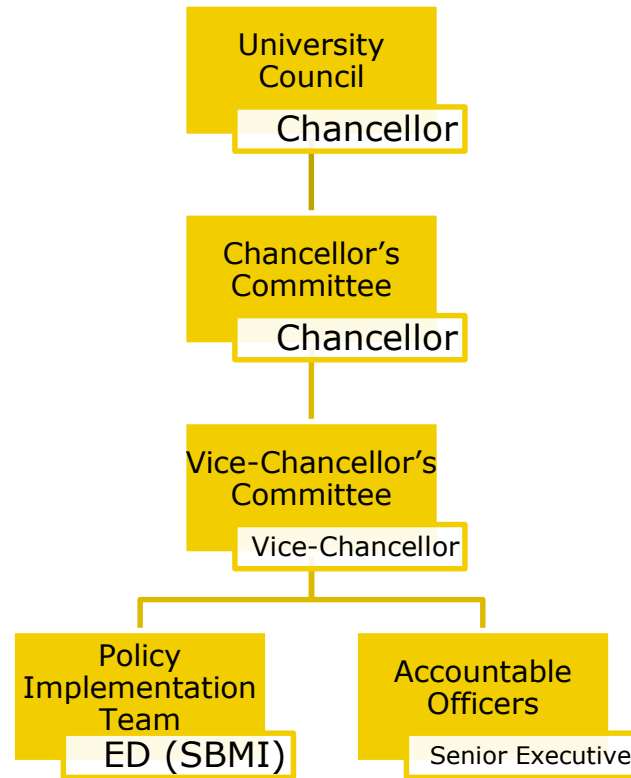 University
Council
Chancellor
Chancellor’s
Committee
Chancellor
Vice-Chancellor’s
Committee
Vice-Chancellor
Policy
Implementation
Team
ED (SBMI)
Accountable
Officers
Senior Executive